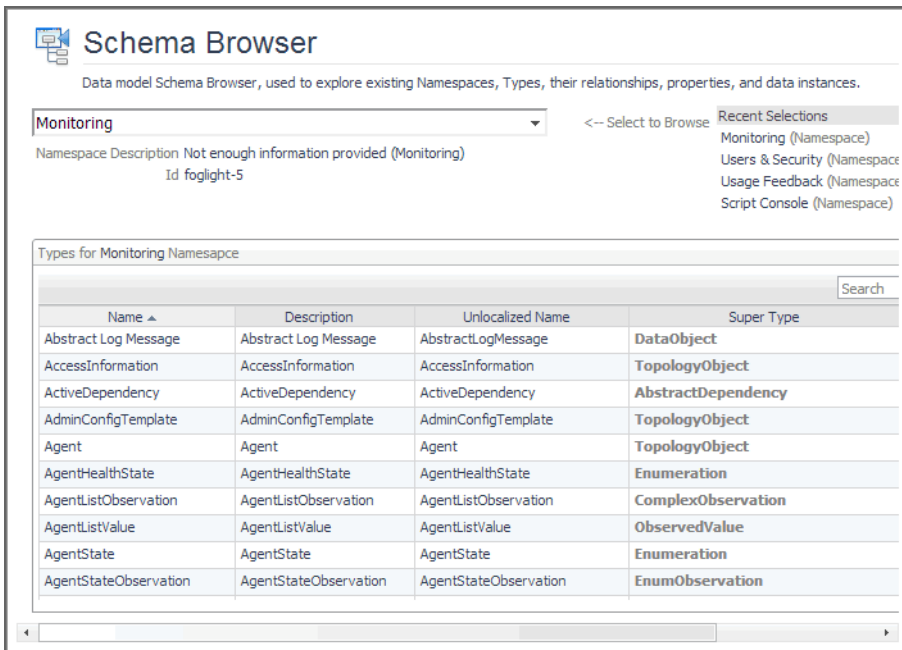 Schema Browser
Data model Schema Browser, used to explore existing Namespaces, Types, their relationships, properties, and data instances.
Monitoring
<-- Select to Browse
Recent Selections
Monitoring (Namespace)
Users & Security (Namespace
Usage Feedback (Namespace
Script Console (Namespace)
Namespace Description Not enough information provided (Monitoring)
Id foglight-5
Types for Monitoring Namesapce
Search
Name Description Unlocalized Name Super Type
Abstract Log Message Abstract Log Message AbstractLogMessage DataObject
AccessInformation AccessInformation AccessInformation TopologyObject
ActiveDependency ActiveDependency ActiveDependency AbstractDependency
AdminConfigTemplate AdminConfigTemplate AdminConfigTemplate TopologyObject
Agent Agent Agent TopologyObject
AgentHealthState AgentHealthState AgentHealthState Enumeration
AgentListObservation AgentListObservation AgentListObservation ComplexObservation
AgentListValue AgentListValue AgentListValue ObservedValue
AgentState AgentState AgentState Enumeration
AgentStateObservation AgentStateObservation AgentStateObservation EnumObservation